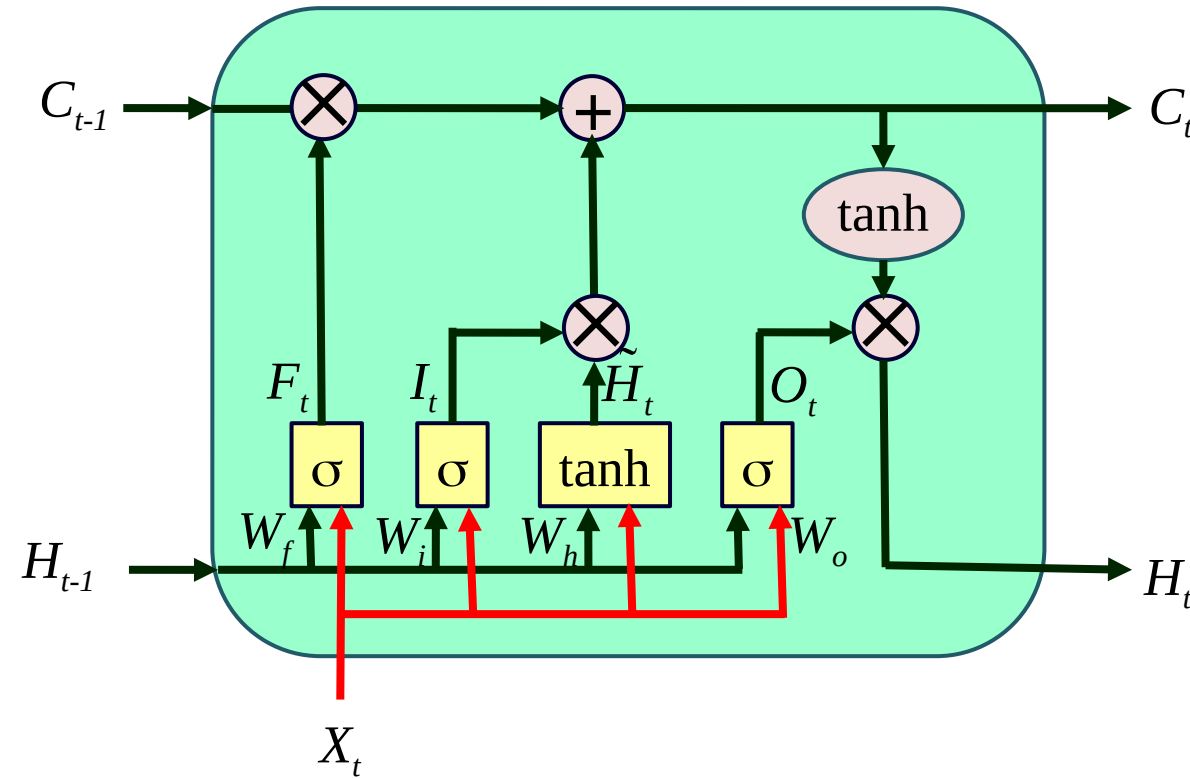 C_{t-1}
+
C_t
tanh
F_t
I_t
H̃_t
O_t
σ
σ
tanh
σ
W_f
W_i
W_h
W_o
H_{t-1}
H_t
X_t